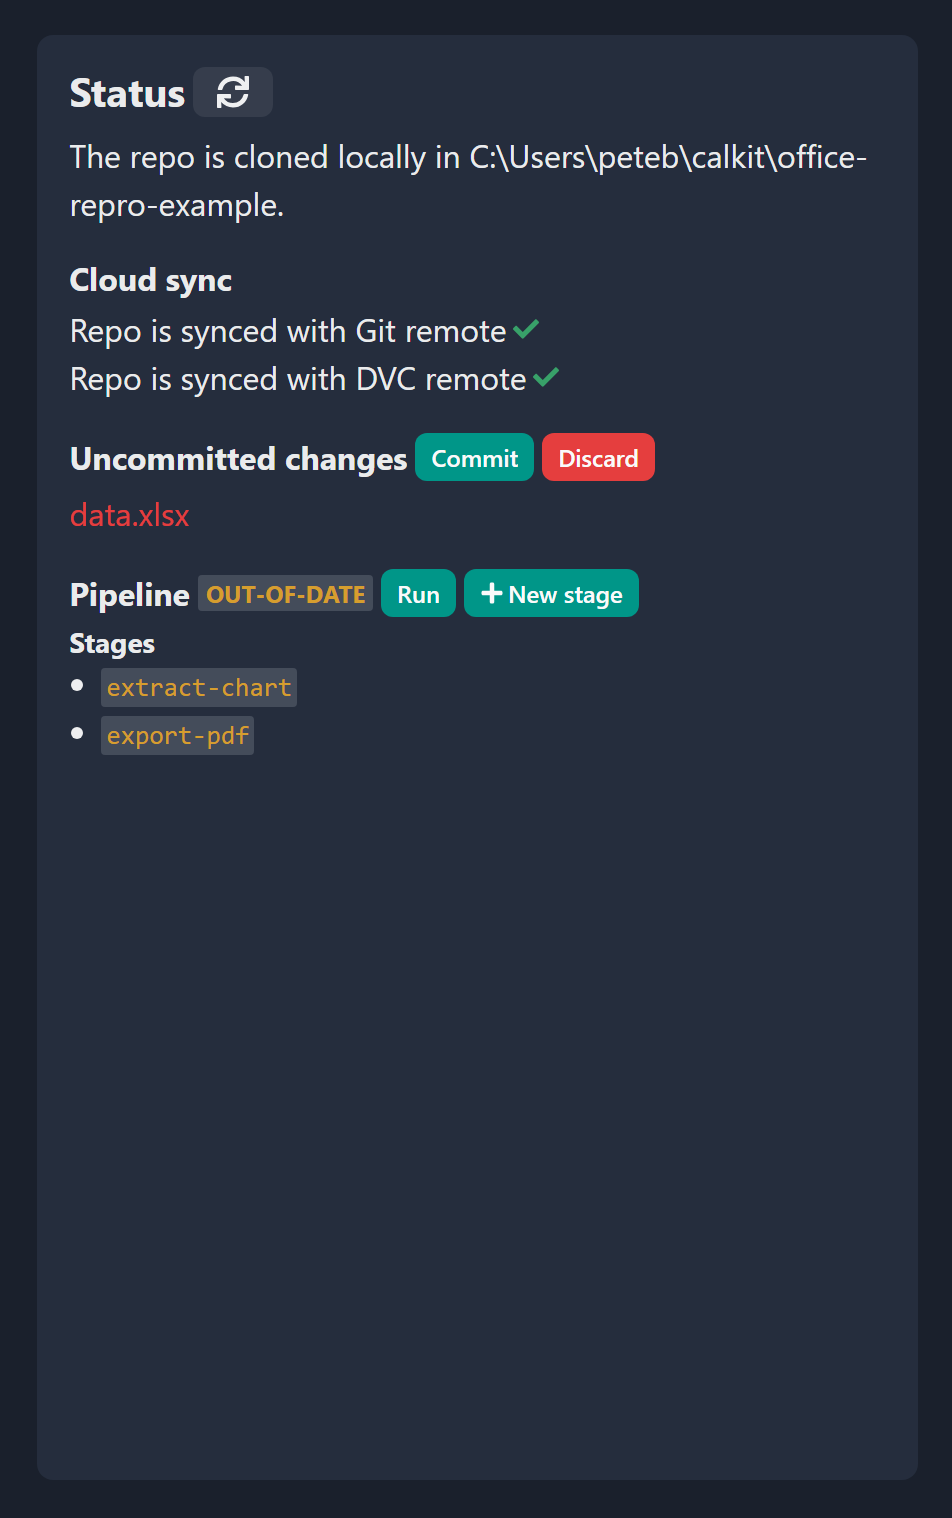 Status
The repo is cloned locally in C:\Users\peteb\calkit\office-
repro-example.
Cloud sync
Repo is synced with Git remote
Repo is synced with DVC remote
Uncommitted changes Commit Discard
data.xlsx
Pipeline OUT-OF-DATE Run New stage
Stages
extract-chart
export-pdf